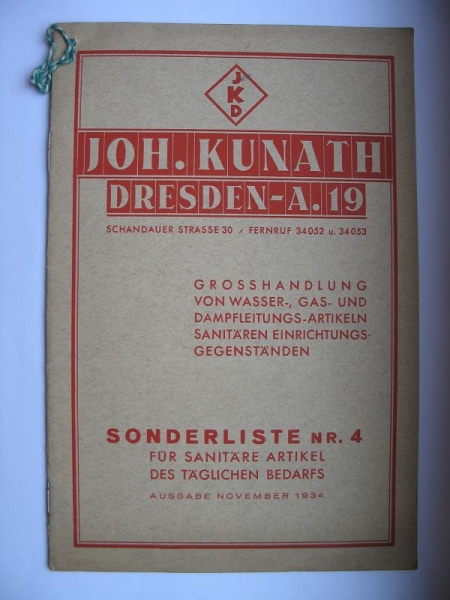 J
K
D
JOH. KUNATH
DRESDEN-A. 19
SCHANDAUER STRASSE 30 / FERNRUF 34052 u. 34053
GROSSHANDLUNG
VON WASSER-, GAS- UND
DAMPFLEITUNGS-ARTIKELN
SANITÄREN EINRICHTUNGS-
GEGENSTÄNDEN
SONDERLISTE NR. 4
FÜR SANITÄRE ARTIKEL
DES TÄGLICHEN BEDARFS
AUSGABE NOVEMBER 1934